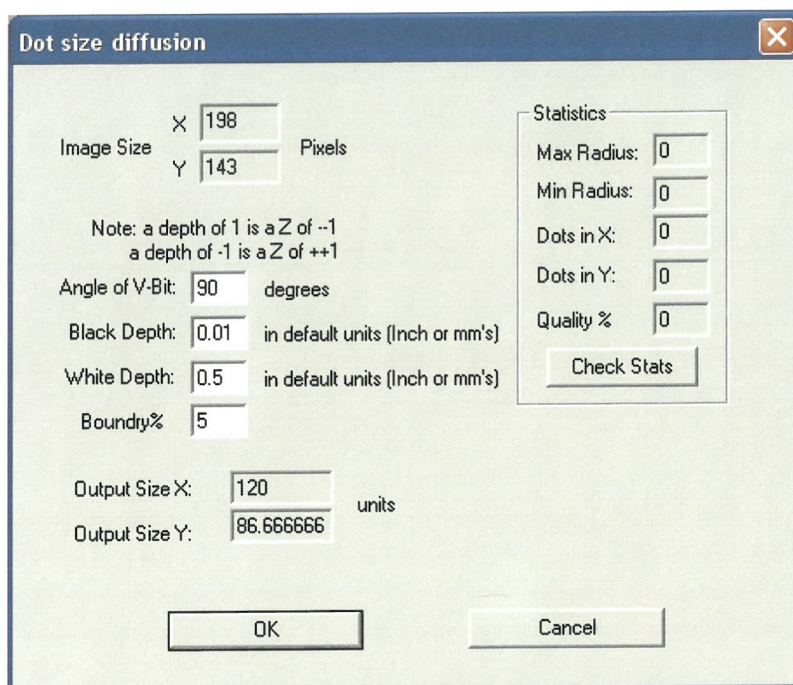 Dot size diffusion
Image Size X 198 Pixels
Y 143
Note: a depth of 1 is a Z of --1
a depth of -1 is a Z of ++1
Angle of V-Bit: 90 degrees
Black Depth: 0.01 in default units (Inch or mm's)
White Depth: 0.5 in default units (Inch or mm's)
Boundry% 5
Output Size X: 120 units
Output Size Y: 86.666666
Statistics
Max Radius: 0
Min Radius: 0
Dots in X: 0
Dots in Y: 0
Quality % 0
Check Stats
OK Cancel